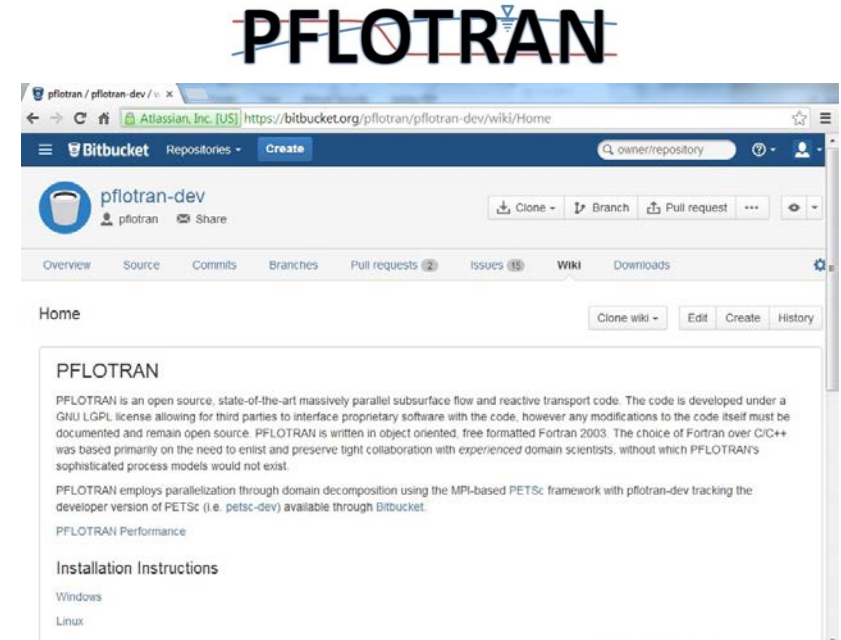 PFLOTRAN
pflotran / pflotran-dev / w
Atlassian, Inc. [US] https://bitbucket.org/pflotran/pflotran-dev/wiki/Home
Bitbucket Repositories Create owner/repository
pflotran-dev
pflotran Share
Clone Branch Pull request ...
Overview Source Commits Branches Pull requests 2 Issues 15 Wiki Downloads
Home
Clone wiki Edit Create History
PFLOTRAN
PFLOTRAN is an open source, state-of-the-art massively parallel subsurface flow and reactive transport code. The code is developed under a
GNU LGPL license allowing for third parties to interface proprietary software with the code, however any modifications to the code itself must be
documented and remain open source. PFLOTRAN is written in object oriented, free formatted Fortran 2003. The choice of Fortran over C/C++
was based primarily on the need to enlist and preserve tight collaboration with experienced domain scientists, without which PFLOTRAN's
sophisticated process models would not exist.
PFLOTRAN employs parallelization through domain decomposition using the MPI-based PETSc framework with pflotran-dev tracking the
developer version of PETSc (i.e. petsc-dev) available through Bitbucket.
PFLOTRAN Performance
Installation Instructions
Windows
Linux